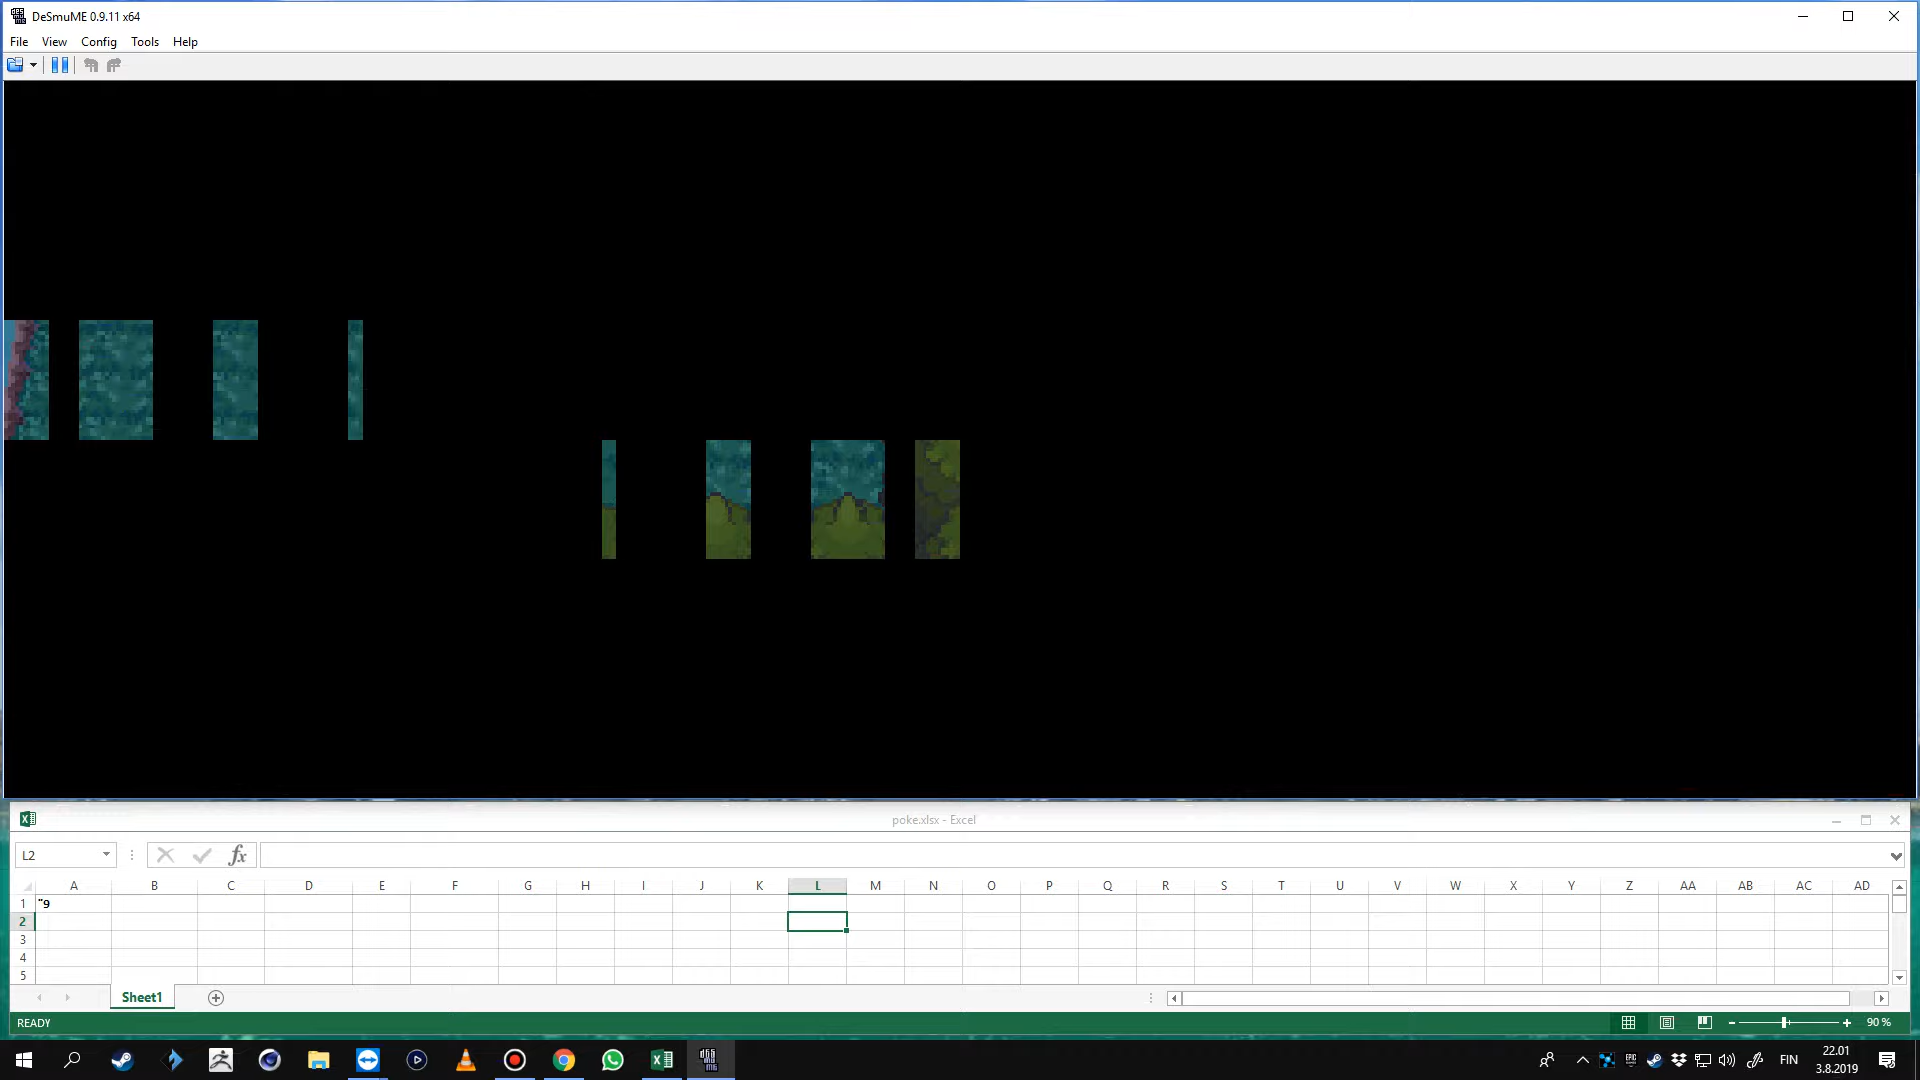 DeSmuME 0.9.11 x64
File View Config Tools Help
poke.xlsx - Excel
L2
fx
A B C D E F G H I J K L M N O P Q R S T U V W X Y Z AA AB AC AD
1 "9
2
3
4
5
Sheet1
READY
90 %
FIN
22.01
3.8.2019